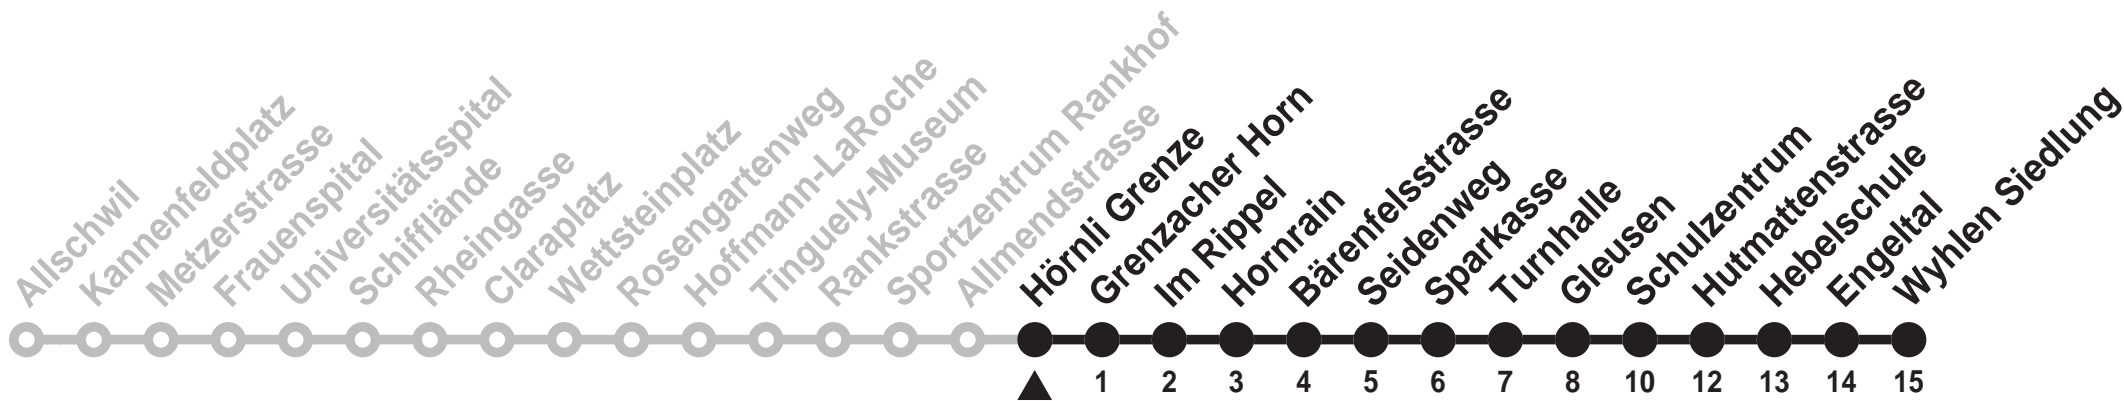 Allschwil
Kannenfeldplatz
Metzerstrasse
Frauenspital
Universitätsspital
Schifflände
Rheingasse
Claraplatz
Wettsteinplatz
Rosengartenweg
Hoffmann-LaRoche
Tinguely-Museum
Rankstrasse
Sportzentrum Rankhof
Allmendstrasse
Hörnli Grenze
Grenzacher Horn
Im Rippel
Hornrain
Bärenfelsstrasse
Seidenweg
Sparkasse
Turnhalle
Gleusen
Schulzentrum
Hutmattenstrasse
Hebelschule
Engeltal
Wyhlen Siedlung
1 2 3 4 5 6 7 8 10 12 13 14 15